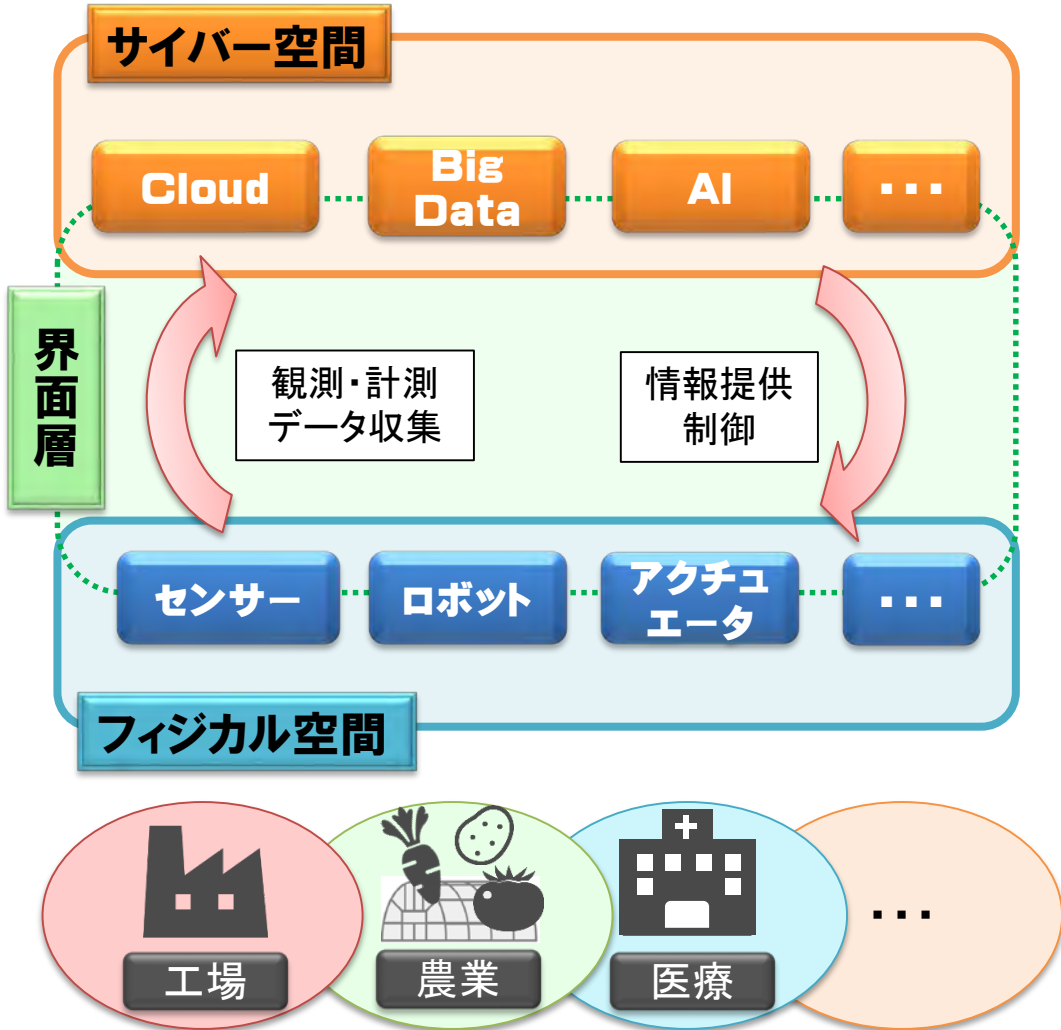 サイバー空間
Cloud
Big
Data
AI
・・・
界面層
観測・計測
データ収集
情報提供
制御
センサー
ロボット
アクチュ
エータ
・・・
フィジカル空間
工場
農業
医療
・・・